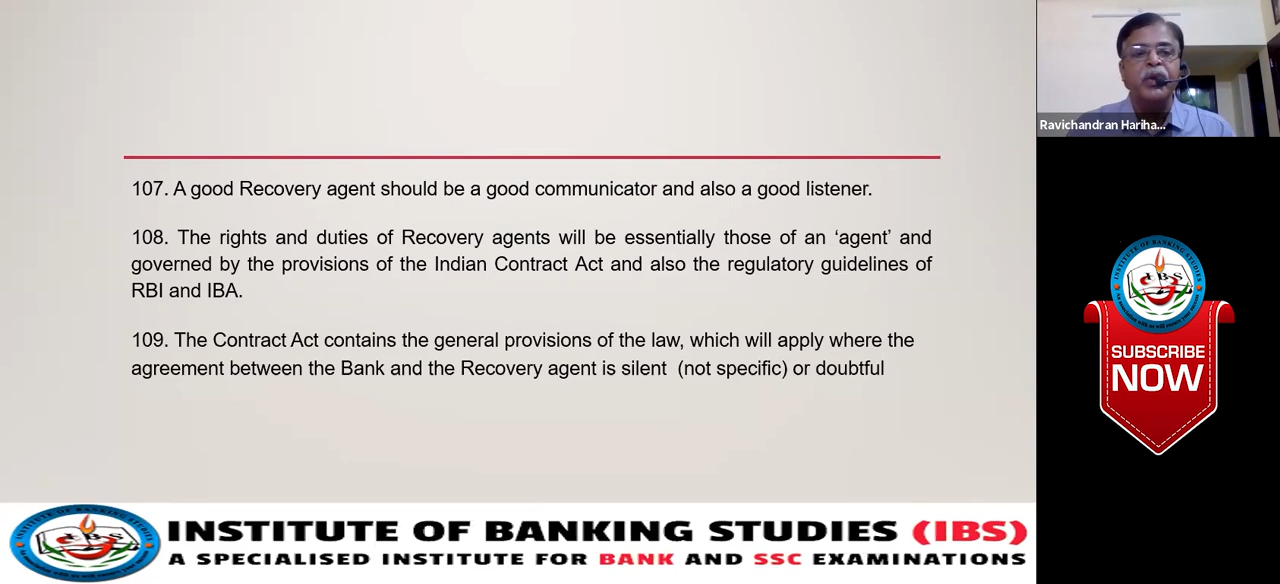 107. A good Recovery agent should be a good communicator and also a good listener.
108. The rights and duties of Recovery agents will be essentially those of an ‘agent’ and
governed by the provisions of the Indian Contract Act and also the regulatory guidelines of
RBI and IBA.
109. The Contract Act contains the general provisions of the law, which will apply where the
agreement between the Bank and the Recovery agent is silent (not specific) or doubtful
Ravichandran Hariha...
SUBSCRIBE
NOW
INSTITUTE OF BANKING STUDIES (IBS)
A SPECIALISED INSTITUTE FOR BANK AND SSC EXAMINATIONS